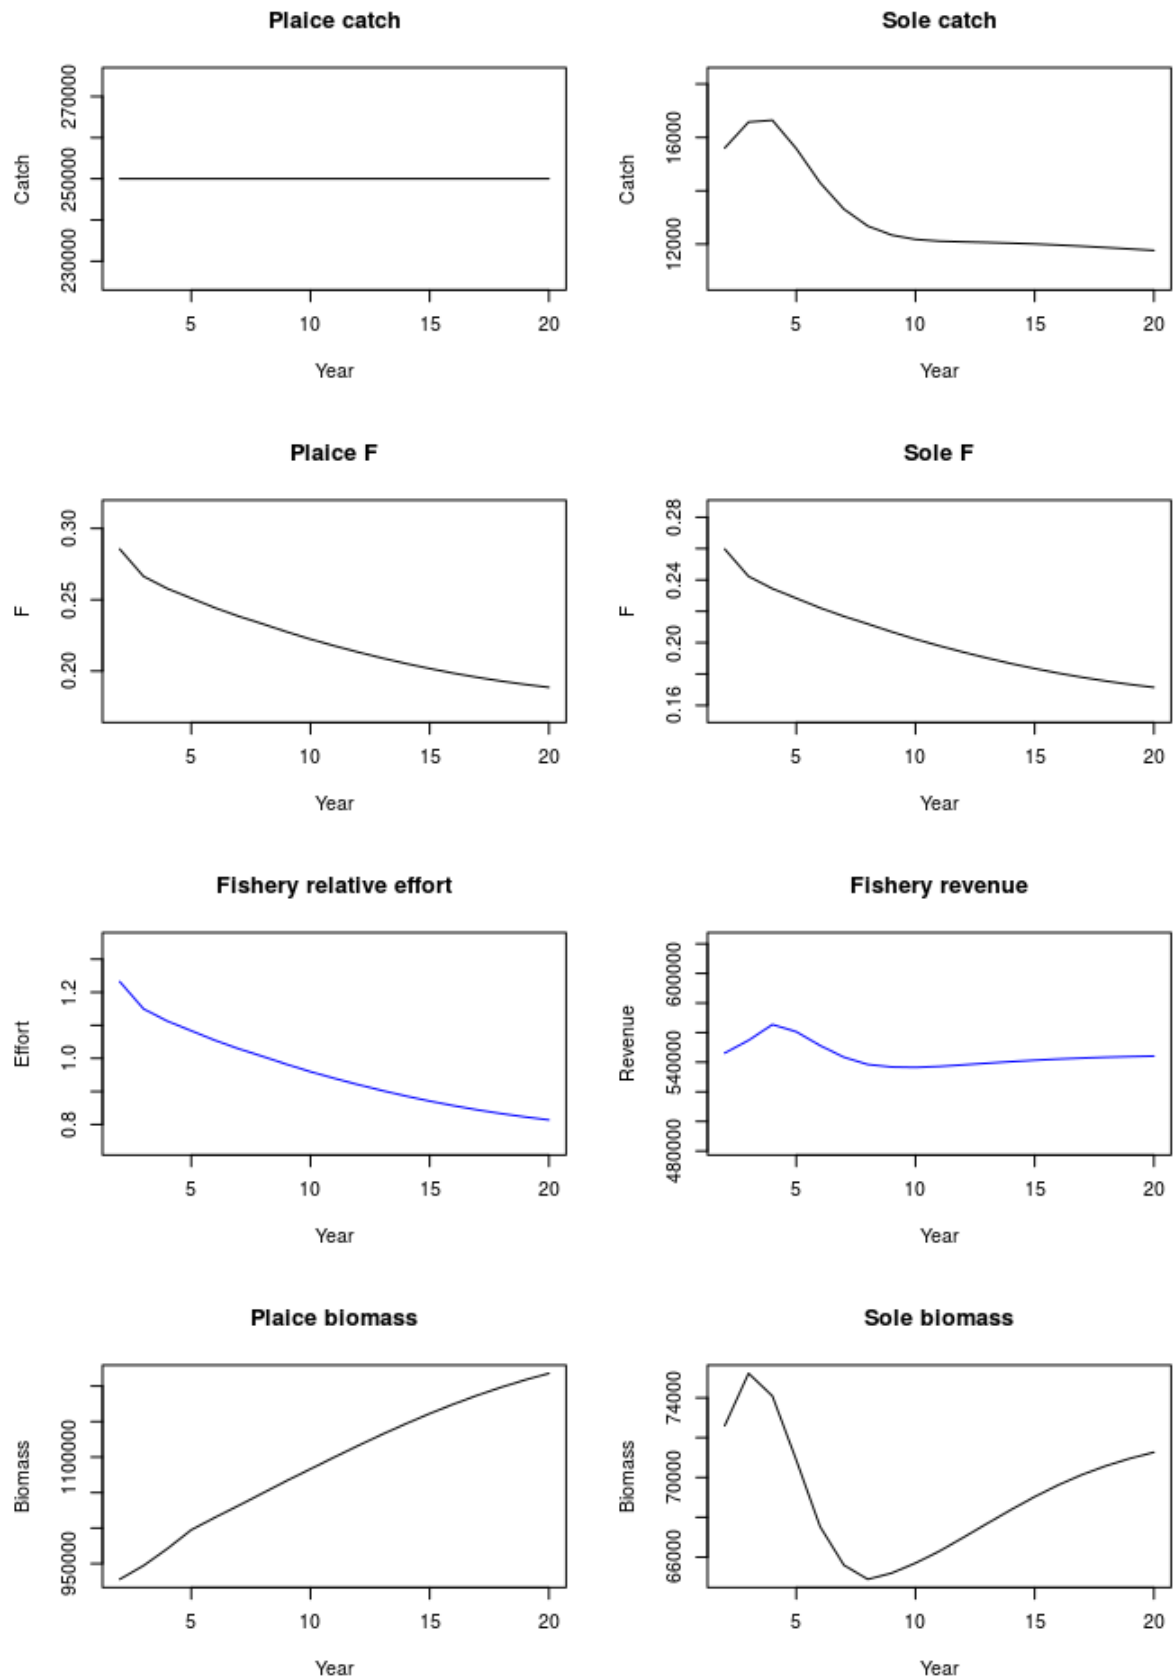 Plaice catch
Catch
230000 250000 270000
5 10 15 20
Year
Sole catch
Catch
12000 16000
5 10 15 20
Year
Plaice F
F
0.20 0.25 0.30
5 10 15 20
Year
Sole F
F
0.16 0.20 0.24 0.28
5 10 15 20
Year
Fishery relative effort
Effort
0.8 1.0 1.2
5 10 15 20
Year
Fishery revenue
Revenue
480000 540000 600000
5 10 15 20
Year
Plaice biomass
Biomass
950000 1100000
5 10 15 20
Year
Sole biomass
Biomass
66000 70000 74000
5 10 15 20
Year